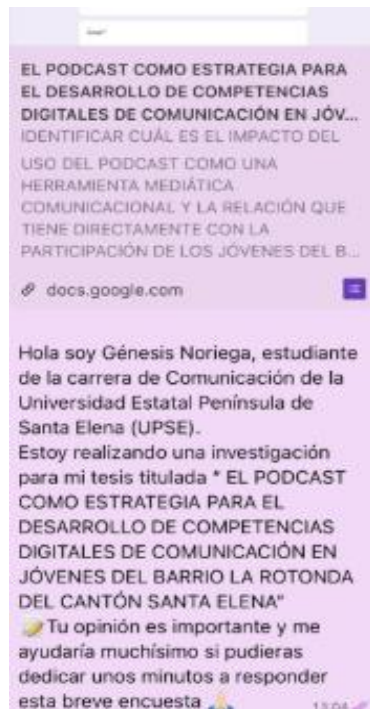 EL PODCAST COMO ESTRATEGIA PARA
EL DESARROLLO DE COMPETENCIAS
DIGITALES DE COMUNICACIÓN EN JÓV...
IDENTIFICAR CUÁL ES EL IMPACTO DEL
USO DEL PODCAST COMO UNA
HERRAMIENTA MEDIÁTICA
COMUNICACIONAL Y LA RELACIÓN QUE
TIENE DIRECTAMENTE CON LA
PARTICIPACIÓN DE LOS JÓVENES DEL B...
docs.google.com
Hola soy Génesis Noriega, estudiante
de la carrera de Comunicación de la
Universidad Estatal Península de
Santa Elena (UPSE).
Estoy realizando una investigación
para mi tesis titulada " EL PODCAST
COMO ESTRATEGIA PARA EL
DESARROLLO DE COMPETENCIAS
DIGITALES DE COMUNICACIÓN EN
JÓVENES DEL BARRIO LA ROTONDA
DEL CANTÓN SANTA ELENA"
📝Tu opinión es importante y me
ayudaría muchísimo si pudieras
dedicar unos minutos a responder
esta breve encuesta 🙏 13:04